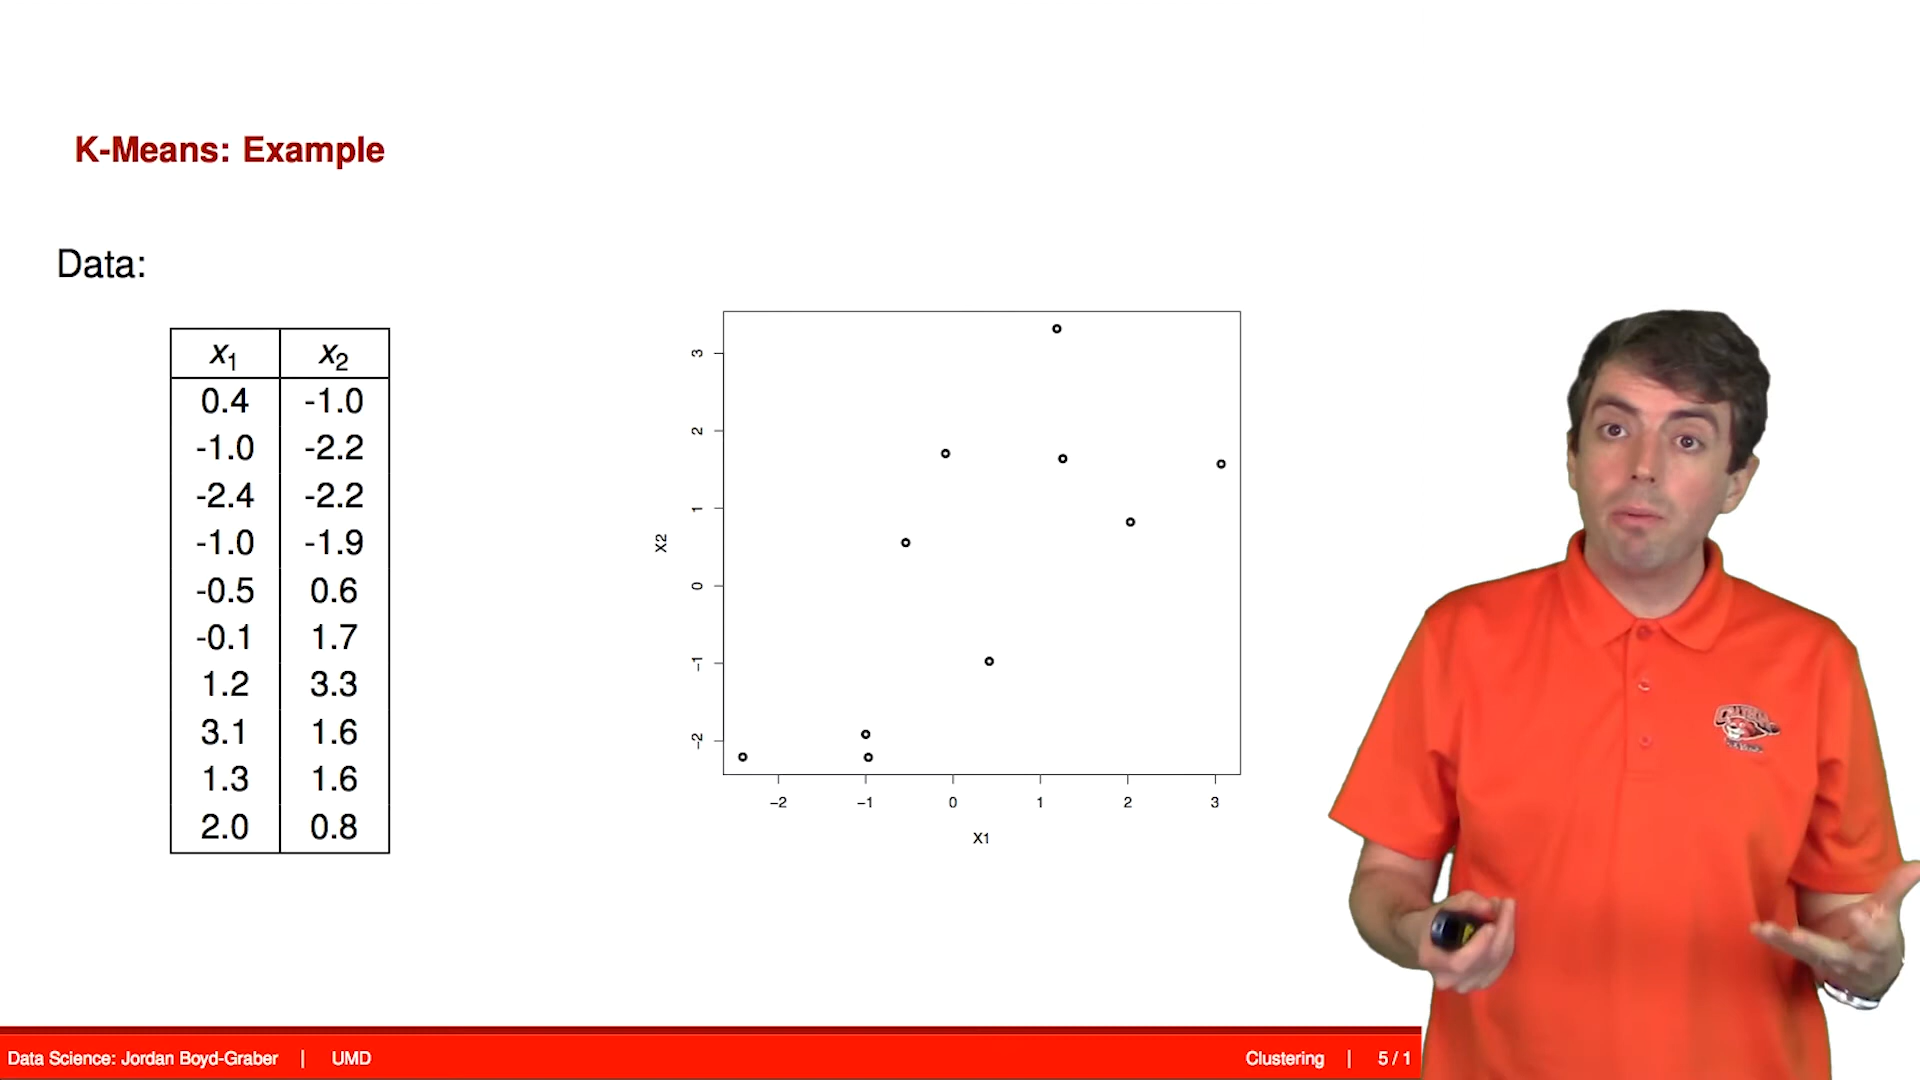 K-Means: Example
Data:
x1 x2
0.4 -1.0
-1.0 -2.2
-2.4 -2.2
-1.0 -1.9
-0.5 0.6
-0.1 1.7
1.2 3.3
3.1 1.6
1.3 1.6
2.0 0.8
3
2
1
0
−1
−2
X2
−2 −1 0 1 2 3
X1
Data Science: Jordan Boyd-Graber | UMD
Clustering | 5 / 1